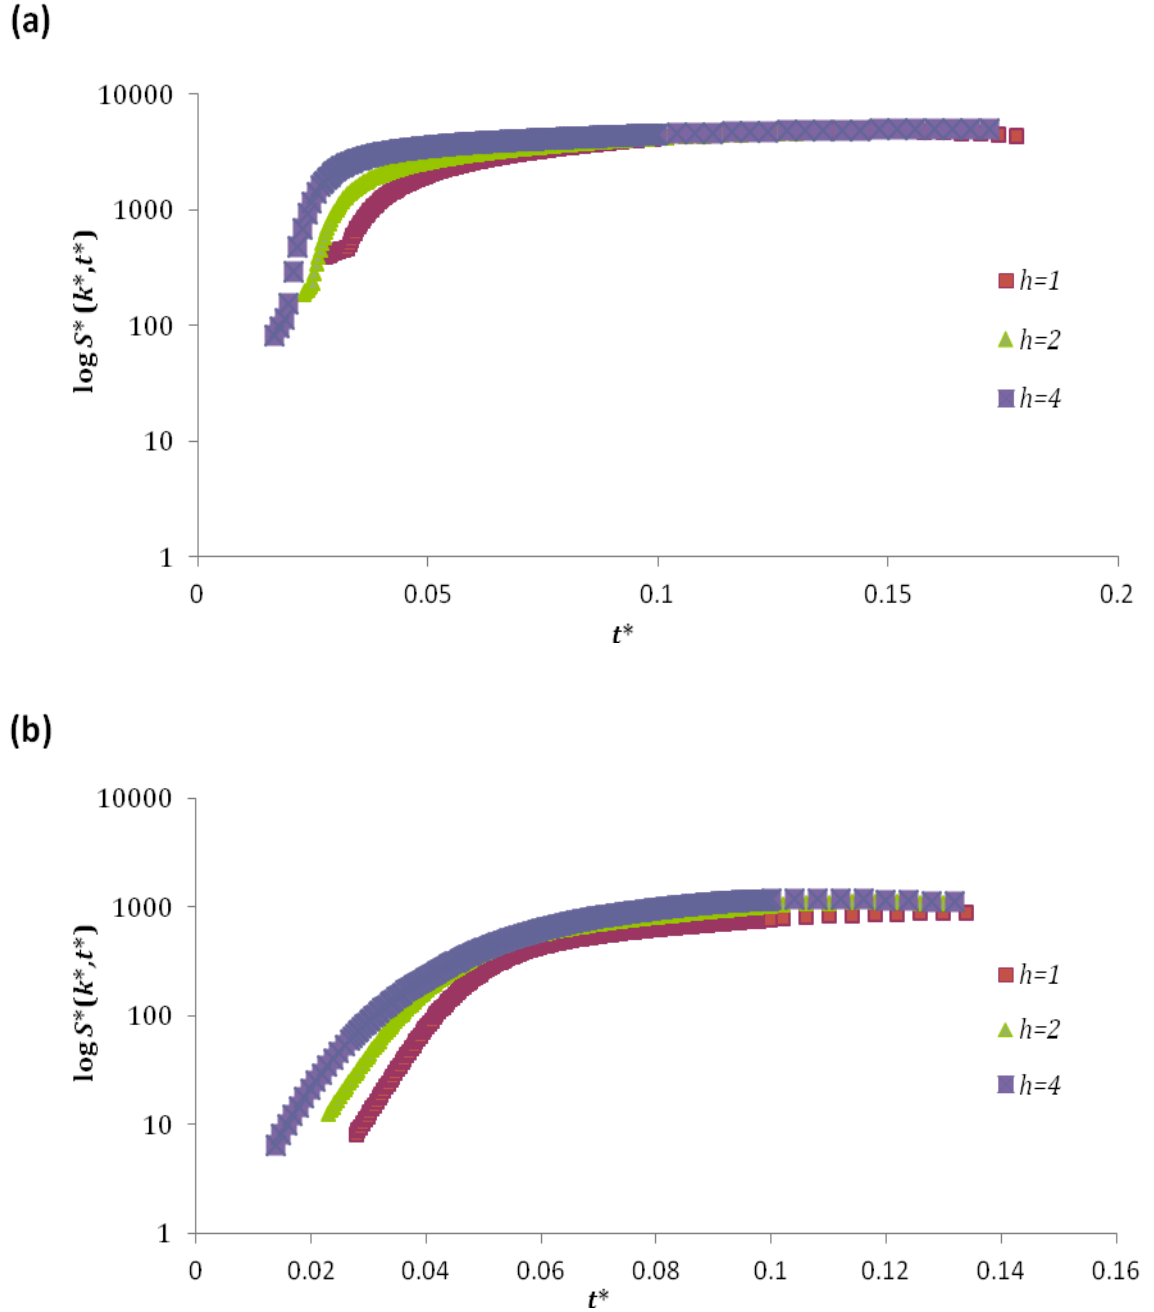 (a)
10000
1000
100
10
1
log S* (k*,t*)
0 0.05 0.1 0.15 0.2
t*
h=1
h=2
h=4
(b)
10000
1000
100
10
1
log S*(k*,t*)
0 0.02 0.04 0.06 0.08 0.1 0.12 0.14 0.16
t*
h=1
h=2
h=4